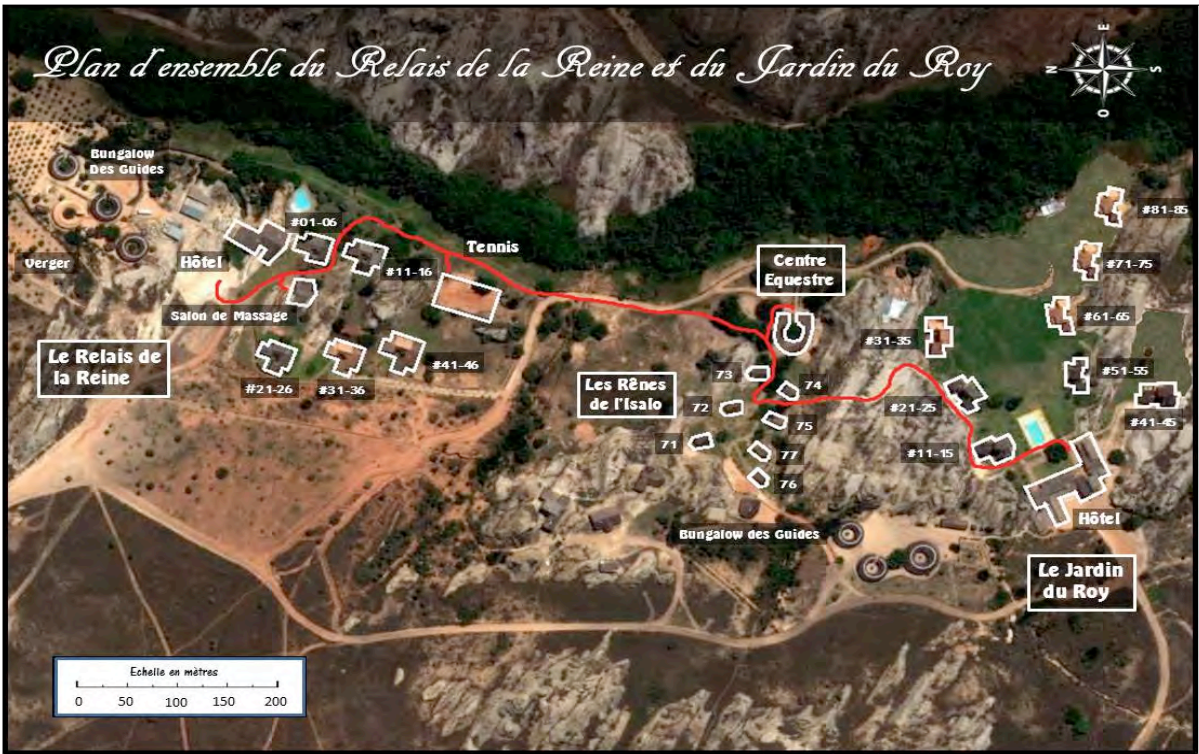 Plan d'ensemble du Relais de la Reine et du Jardin du Roy
E
N
S
O
Bungalow
Des Guides
#01-06
#11-16
Tennis
Verger
Hôtel
Salon de Massage
Le Relais de
la Reine
#21-26
#31-36
#41-46
Centre
Equestre
Les Rênes
de l'Isalo
73
74
72
75
71
77
76
Bungalow des Guides
#81-85
#71-75
#61-65
#31-35
#51-55
#41-45
#21-25
#11-15
Hôtel
Le Jardin
du Roy
Echelle en mètres
0 50 100 150 200